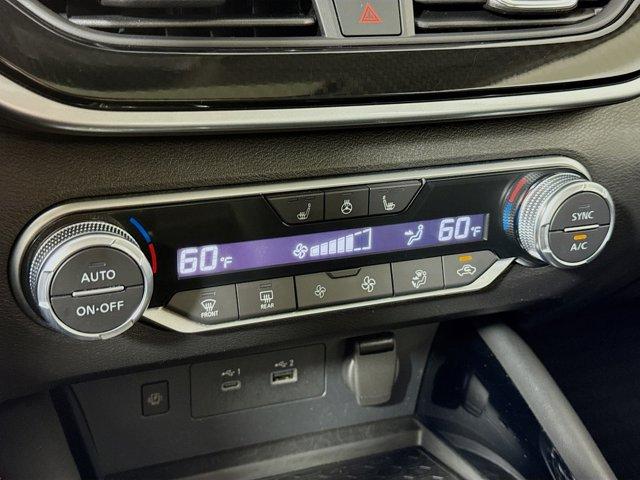 60°F
60°F
AUTO
ON·OFF
SYNC
A/C
FRONT
REAR
1
2